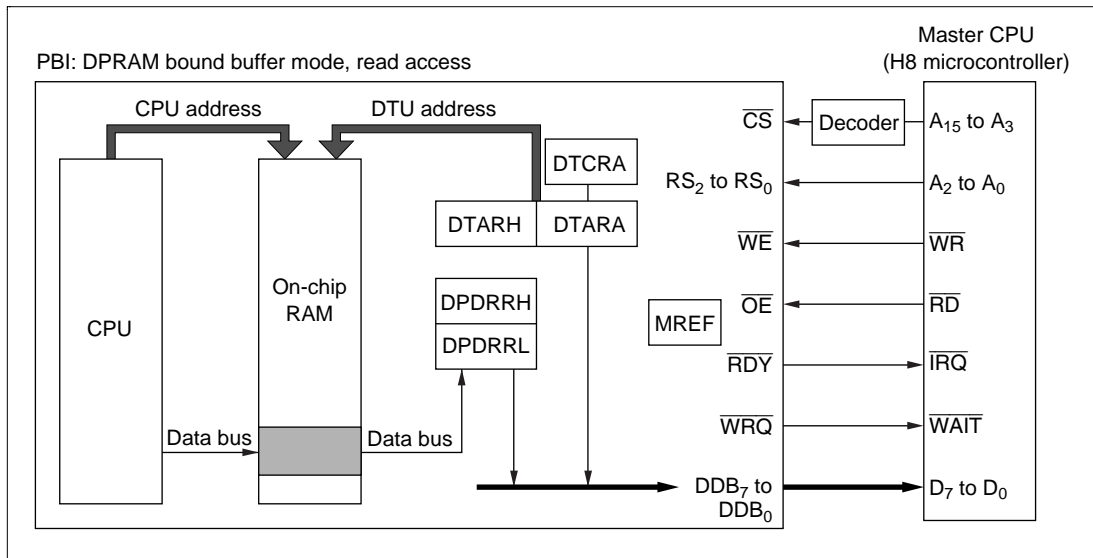 Master CPU
(H8 microcontroller)
PBI: DPRAM bound buffer mode, read access
CPU address
DTU address
CS
Decoder
A15 to A3
DTCRA
RS2 to RS0
A2 to A0
DTARH
DTARA
WE
WR
On-chip
RAM
DPDRRH
OE
RD
CPU
MREF
DPDRRL
RDY
IRQ
Data bus
Data bus
WRQ
WAIT
DDB7 to
DDB0
D7 to D0